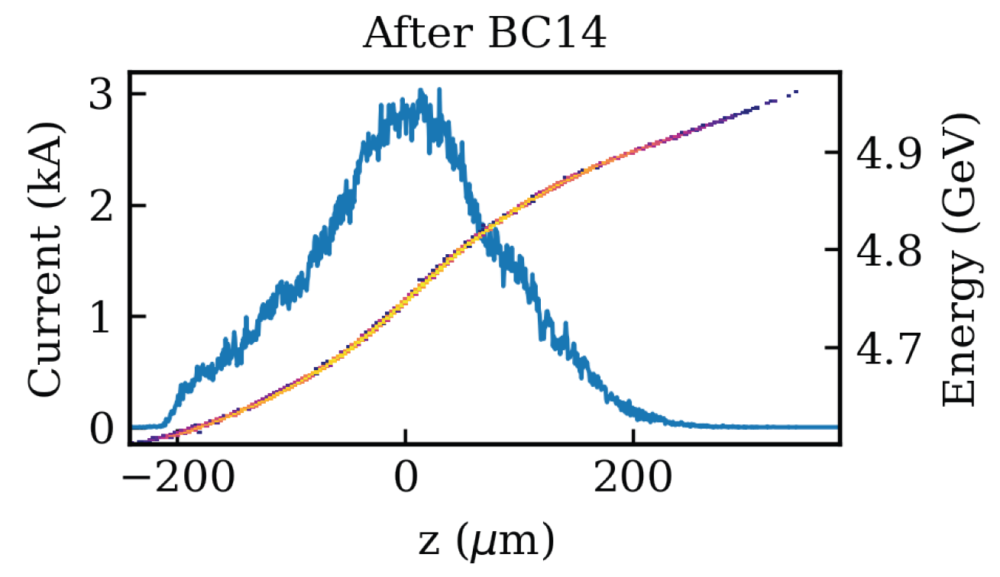 After BC14
Current (kA)
3
2
1
0
4.9
4.8
4.7
Energy (GeV)
−200 0 200
z (μm)